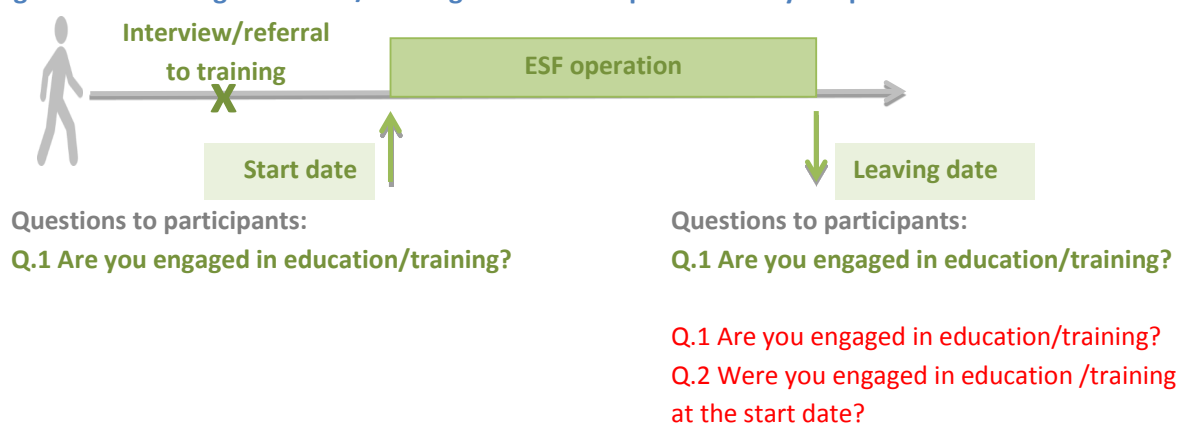 Interview/referral
to training
ESF operation
X
Start date
Leaving date
Questions to participants:
Q.1 Are you engaged in education/training?
Questions to participants:
Q.1 Are you engaged in education/training?
Q.1 Are you engaged in education/training?
Q.2 Were you engaged in education /training
at the start date?